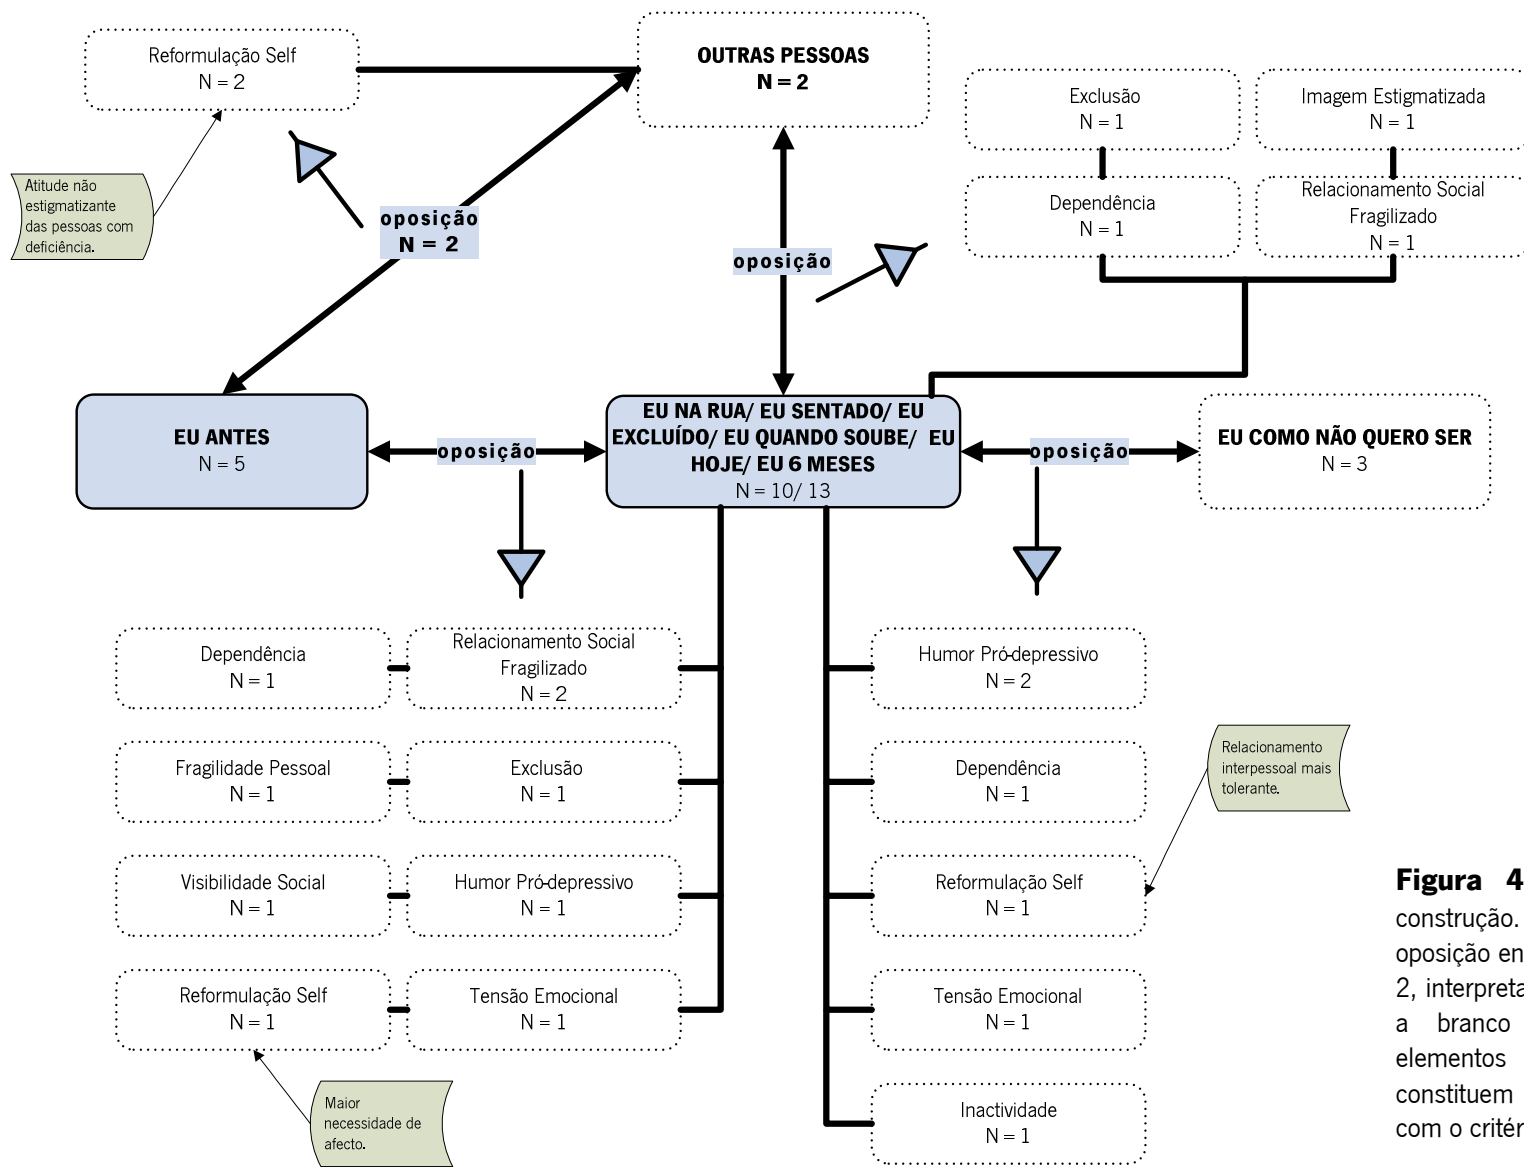 Reformulação Self
N = 2
OUTRAS PESSOAS
N = 2
Exclusão
N = 1
Imagem Estigmatizada
N = 1
Atitude não
estigmatizante
das pessoas com
deficiência.
oposição
N = 2
oposição
Dependência
N = 1
Relacionamento Social
Fragilizado
N = 1
EU ANTES
N = 5
oposição
EU NA RUA/ EU SENTADO/ EU
EXCLUÍDO/ EU QUANDO SOUBE/ EU
HOJE/ EU 6 MESES
N = 10/ 13
oposição
EU COMO NÃO QUERO SER
N = 3
Dependência
N = 1
Relacionamento Social
Fragilizado
N = 2
Humor Pró-depressivo
N = 2
Fragilidade Pessoal
N = 1
Exclusão
N = 1
Dependência
N = 1
Relacionamento
interpessoal mais
tolerante.
Visibilidade Social
N = 1
Humor Pró-depressivo
N = 1
Reformulação Self
N = 1
Reformulação Self
N = 1
Tensão Emocional
N = 1
Tensão Emocional
N = 1
Maior
necessidade de
afecto.
Inactividade
N = 1
Figura 4
construção.
oposição en
2, interpreta
a branco
elementos
constituem
com o critér